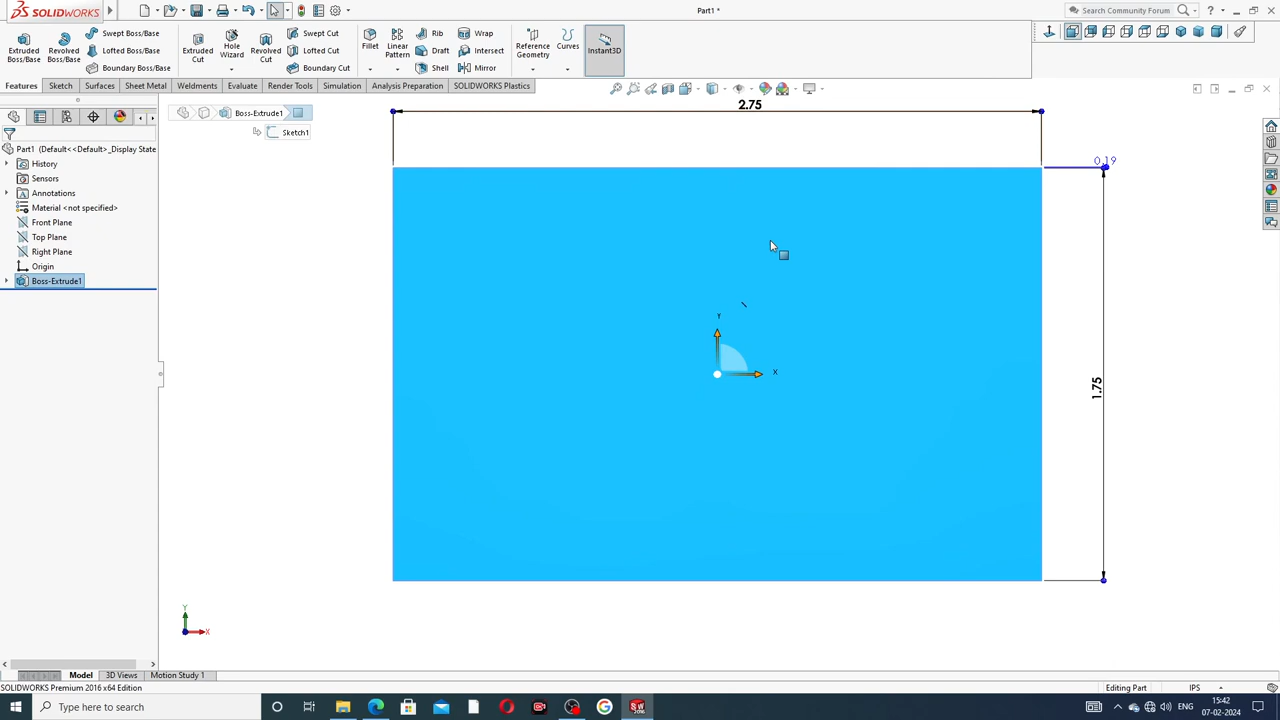 SOLIDWORKS
Part1 *
Search Community Forum
Extruded Boss/Base
Revolved Boss/Base
Swept Boss/Base
Lofted Boss/Base
Boundary Boss/Base
Extruded Cut
Hole Wizard
Revolved Cut
Swept Cut
Lofted Cut
Boundary Cut
Fillet
Linear Pattern
Rib
Draft
Shell
Wrap
Intersect
Mirror
Reference Geometry
Curves
Instant3D
Features
Sketch
Surfaces
Sheet Metal
Weldments
Evaluate
Render Tools
Simulation
Analysis Preparation
SOLIDWORKS Plastics
Boss-Extrude1
Sketch1
Part1 (Default<<Default>_Display State
History
Sensors
Annotations
Material <not specified>
Front Plane
Top Plane
Right Plane
Origin
Boss-Extrude1
2.75
0.19
1.75
Y
X
Y
X
Model
3D Views
Motion Study 1
SOLIDWORKS Premium 2016 x64 Edition
Editing Part
IPS
Type here to search
ENG
15:42
07-02-2024